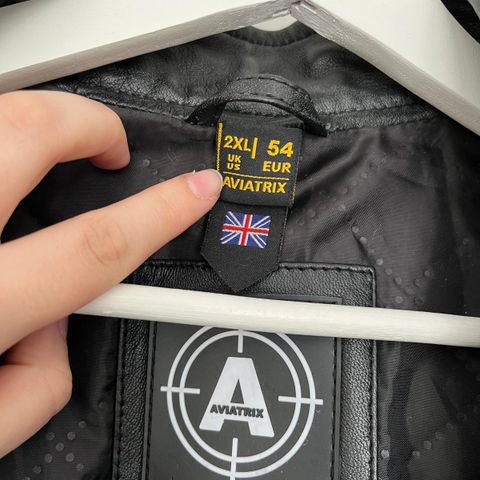 2XL 54
UK
US EUR
AVIATRIX
A
AVIATRIX